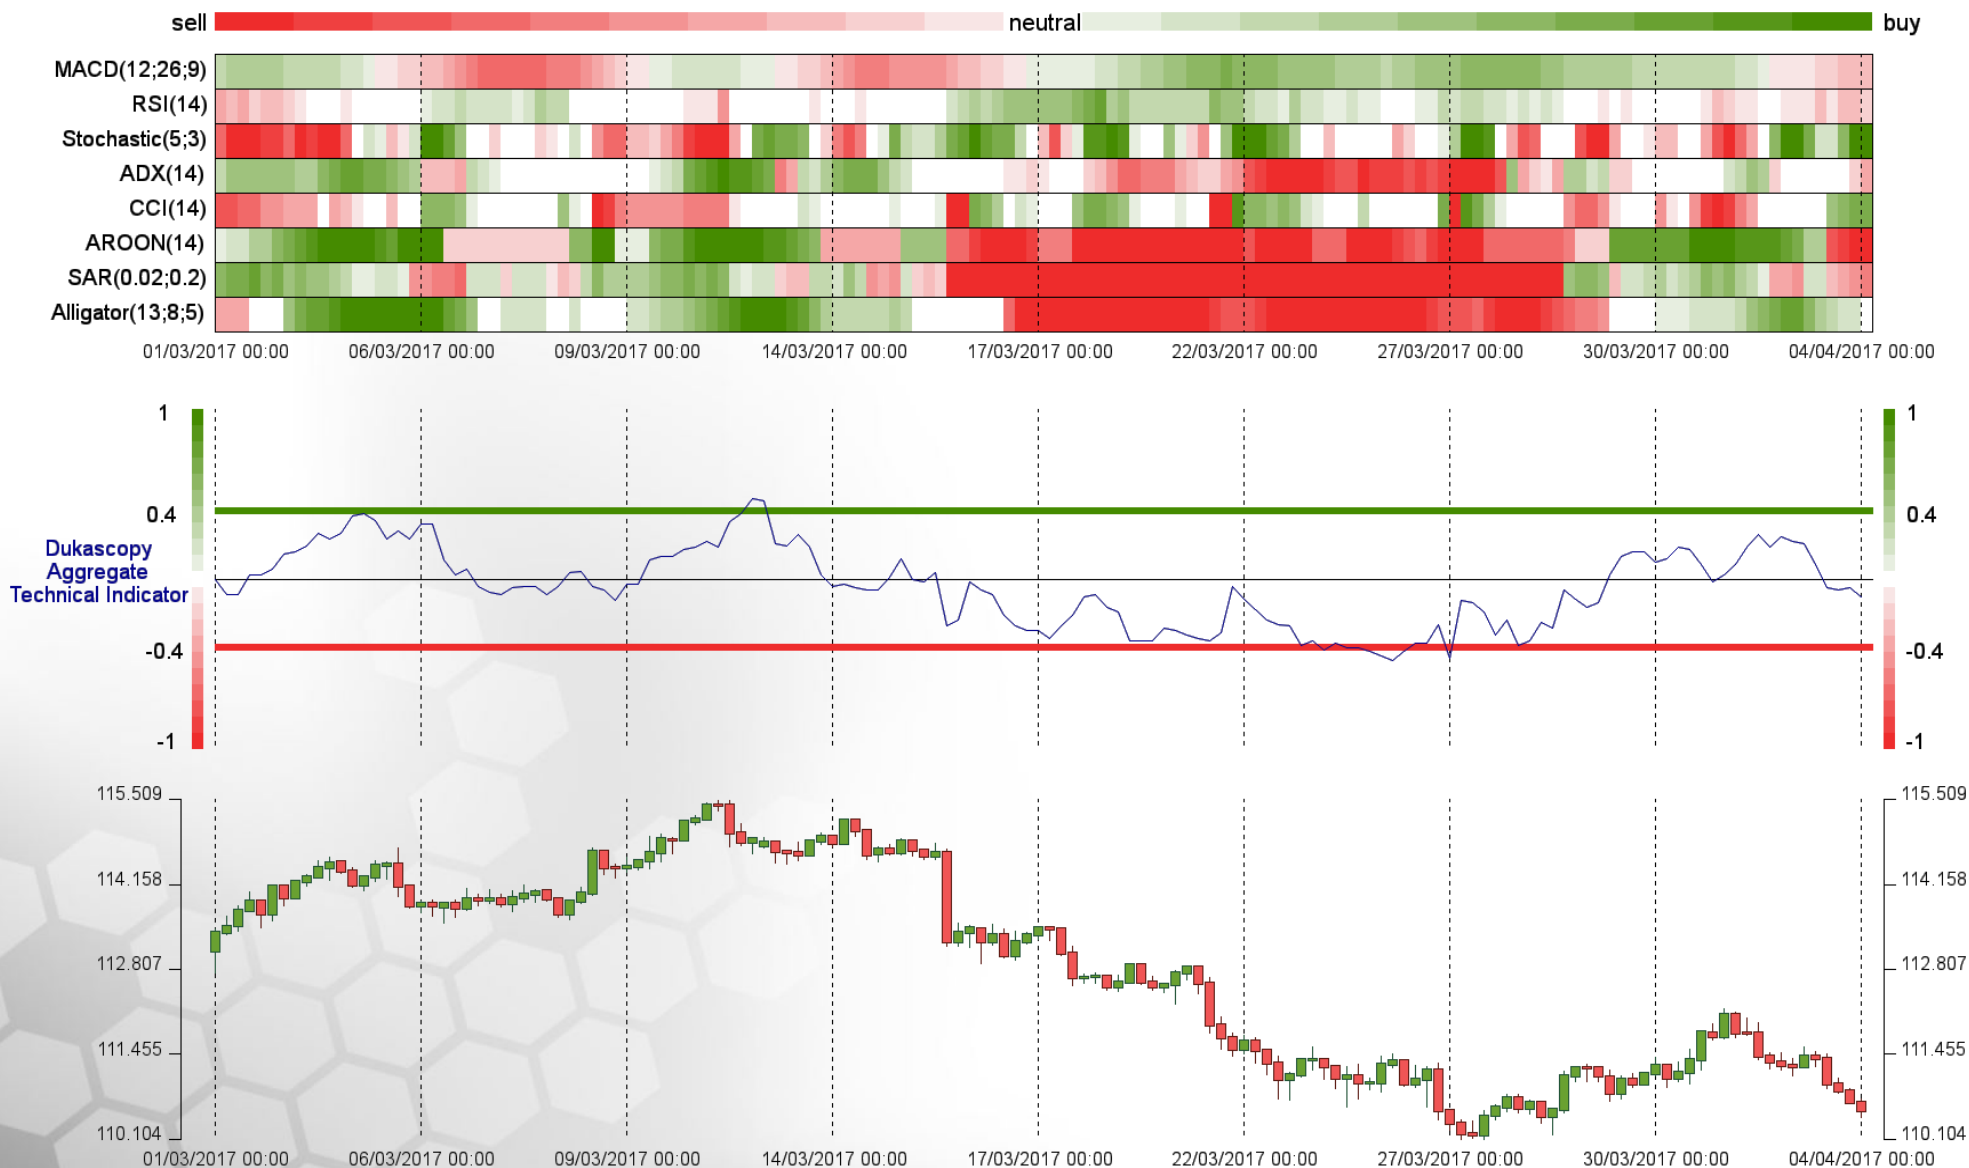 sell neutral buy
MACD(12;26;9)
RSI(14)
Stochastic(5;3)
ADX(14)
CCI(14)
AROON(14)
SAR(0.02;0.2)
Alligator(13;8;5)
01/03/2017 00:00 06/03/2017 00:00 09/03/2017 00:00 14/03/2017 00:00 17/03/2017 00:00 22/03/2017 00:00 27/03/2017 00:00 30/03/2017 00:00 04/04/2017 00:00
1 1
0.4 0.4
Dukascopy
Aggregate
Technical Indicator
-0.4 -0.4
-1 -1
115.509 115.509
114.158 114.158
112.807 112.807
111.455 111.455
110.104 110.104
01/03/2017 00:00 06/03/2017 00:00 09/03/2017 00:00 14/03/2017 00:00 17/03/2017 00:00 22/03/2017 00:00 27/03/2017 00:00 30/03/2017 00:00 04/04/2017 00:00